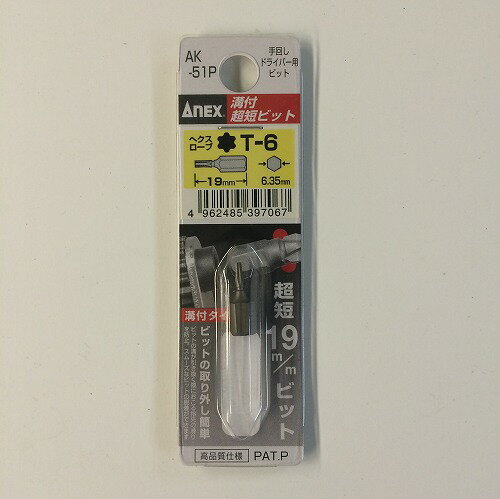 AK
-51P
手回し
ドライバー用
ビット
ANEX
溝付
超短ビット
ヘクス
ローブ
T-6
19mm
6.35mm
4 962485 397067
超短
19m/m
ビット
溝付タイ
ビットの取り外し簡単
高品質仕様
PAT.P